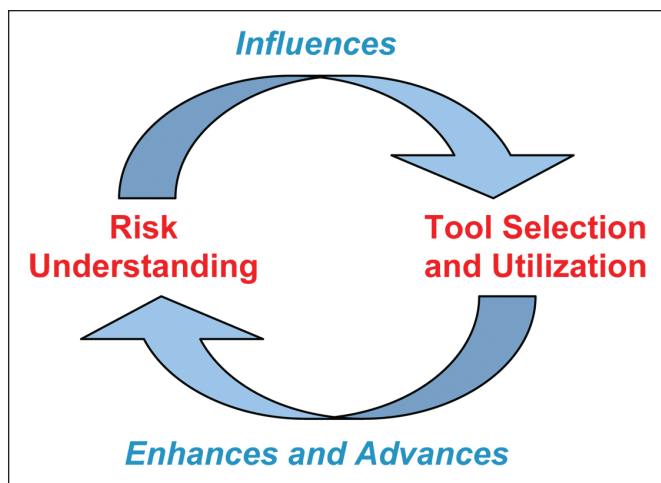 Influences
Risk
Understanding
Tool Selection
and Utilization
Enhances and Advances